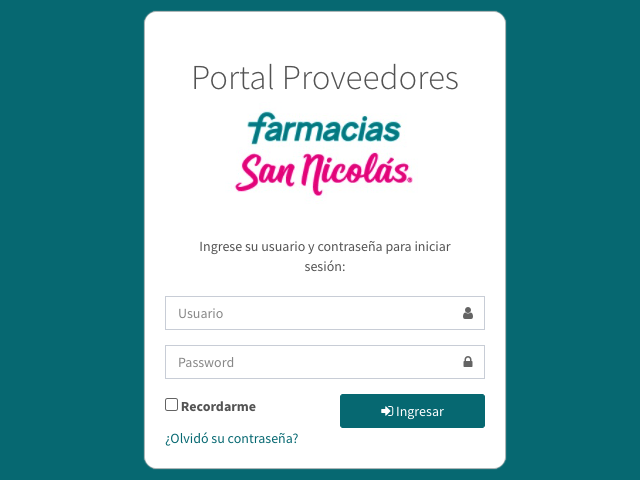 Portal Proveedores
farmacias
San Nicolás.
Ingrese su usuario y contraseña para iniciar
sesión:
Usuario
Password
Recordarme
Ingresar
¿Olvidó su contraseña?